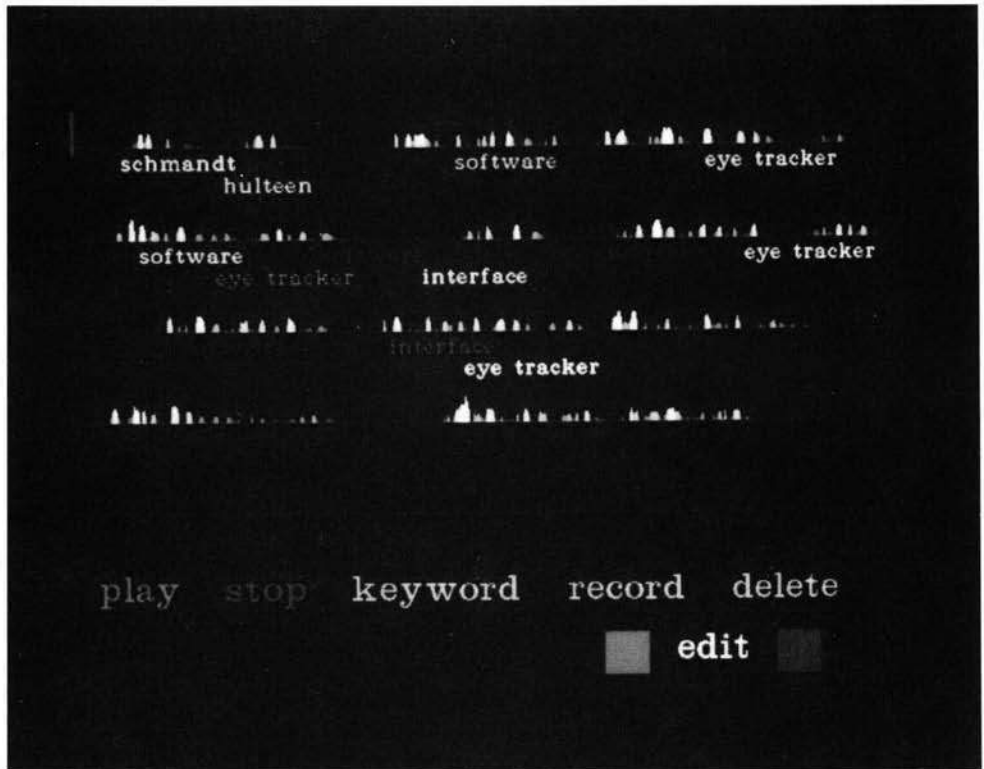 schmandt software eye tracker
hulteen
software eye tracker
eye tracker interface
interface
eye tracker
play stop keyword record delete
edit